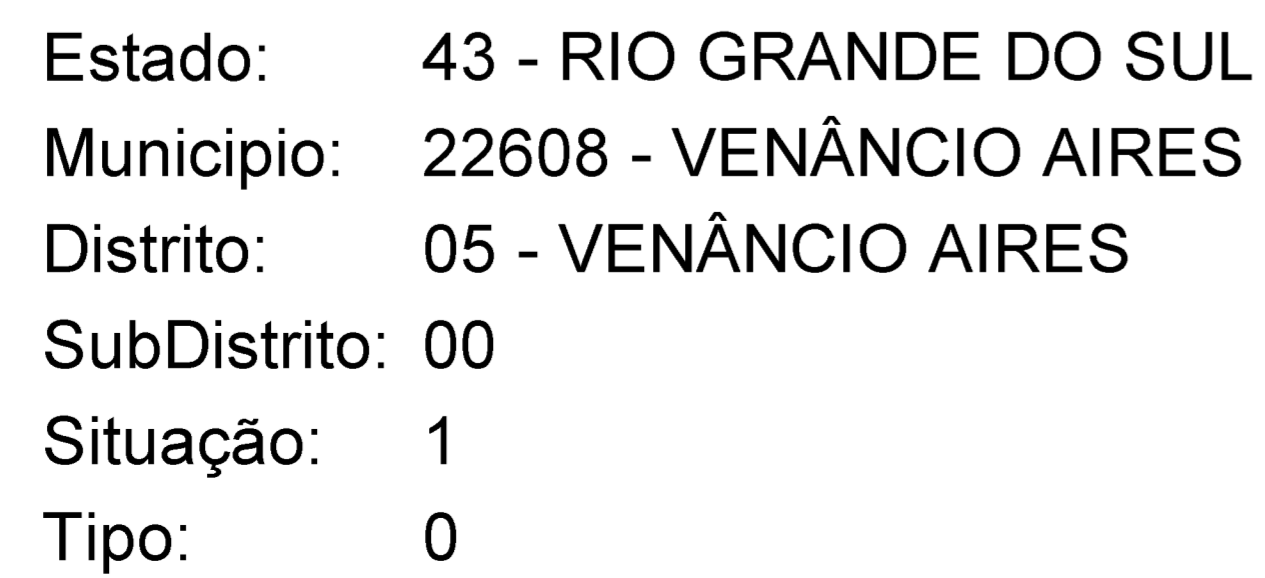 Estado: 43 - RIO GRANDE DO SUL
Municipio: 22608 - VENÂNCIO AIRES
Distrito: 05 - VENÂNCIO AIRES
SubDistrito: 00
Situação: 1
Tipo: 0